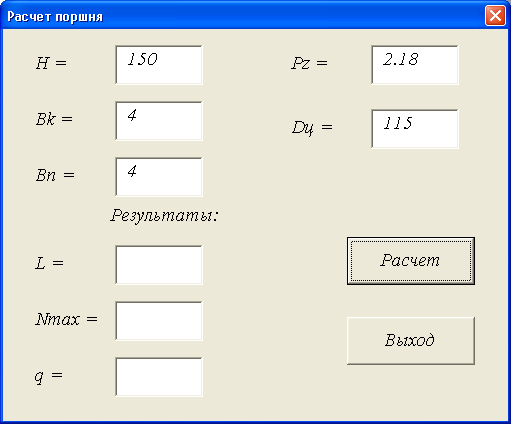 Расчет поршня
H = 150
Pz = 2.18
Bk = 4
Dц = 115
Bn = 4
Результаты:
L =
Nmax =
q =
Расчет
Выход